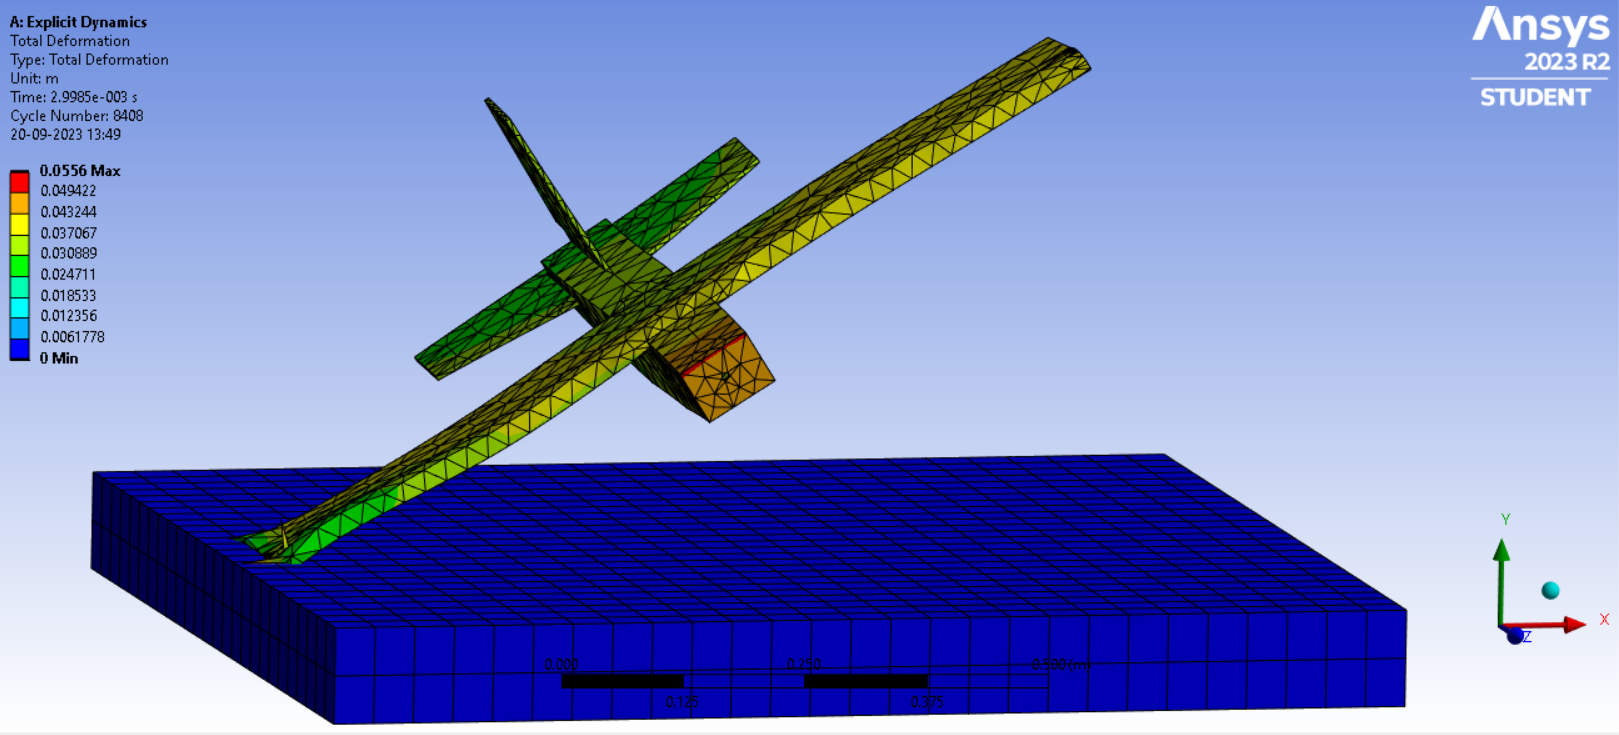 A: Explicit Dynamics
Total Deformation
Type: Total Deformation
Unit: m
Time: 2.9985e-003 s
Cycle Number: 8408
20-09-2023 13:49
0.0556 Max
0.049422
0.043244
0.037067
0.030889
0.024711
0.018533
0.012356
0.0061778
0 Min
Ansys
2023 R2
STUDENT
Y
X
Z
0.000 0.250 0.500 (m)
0.125 0.375